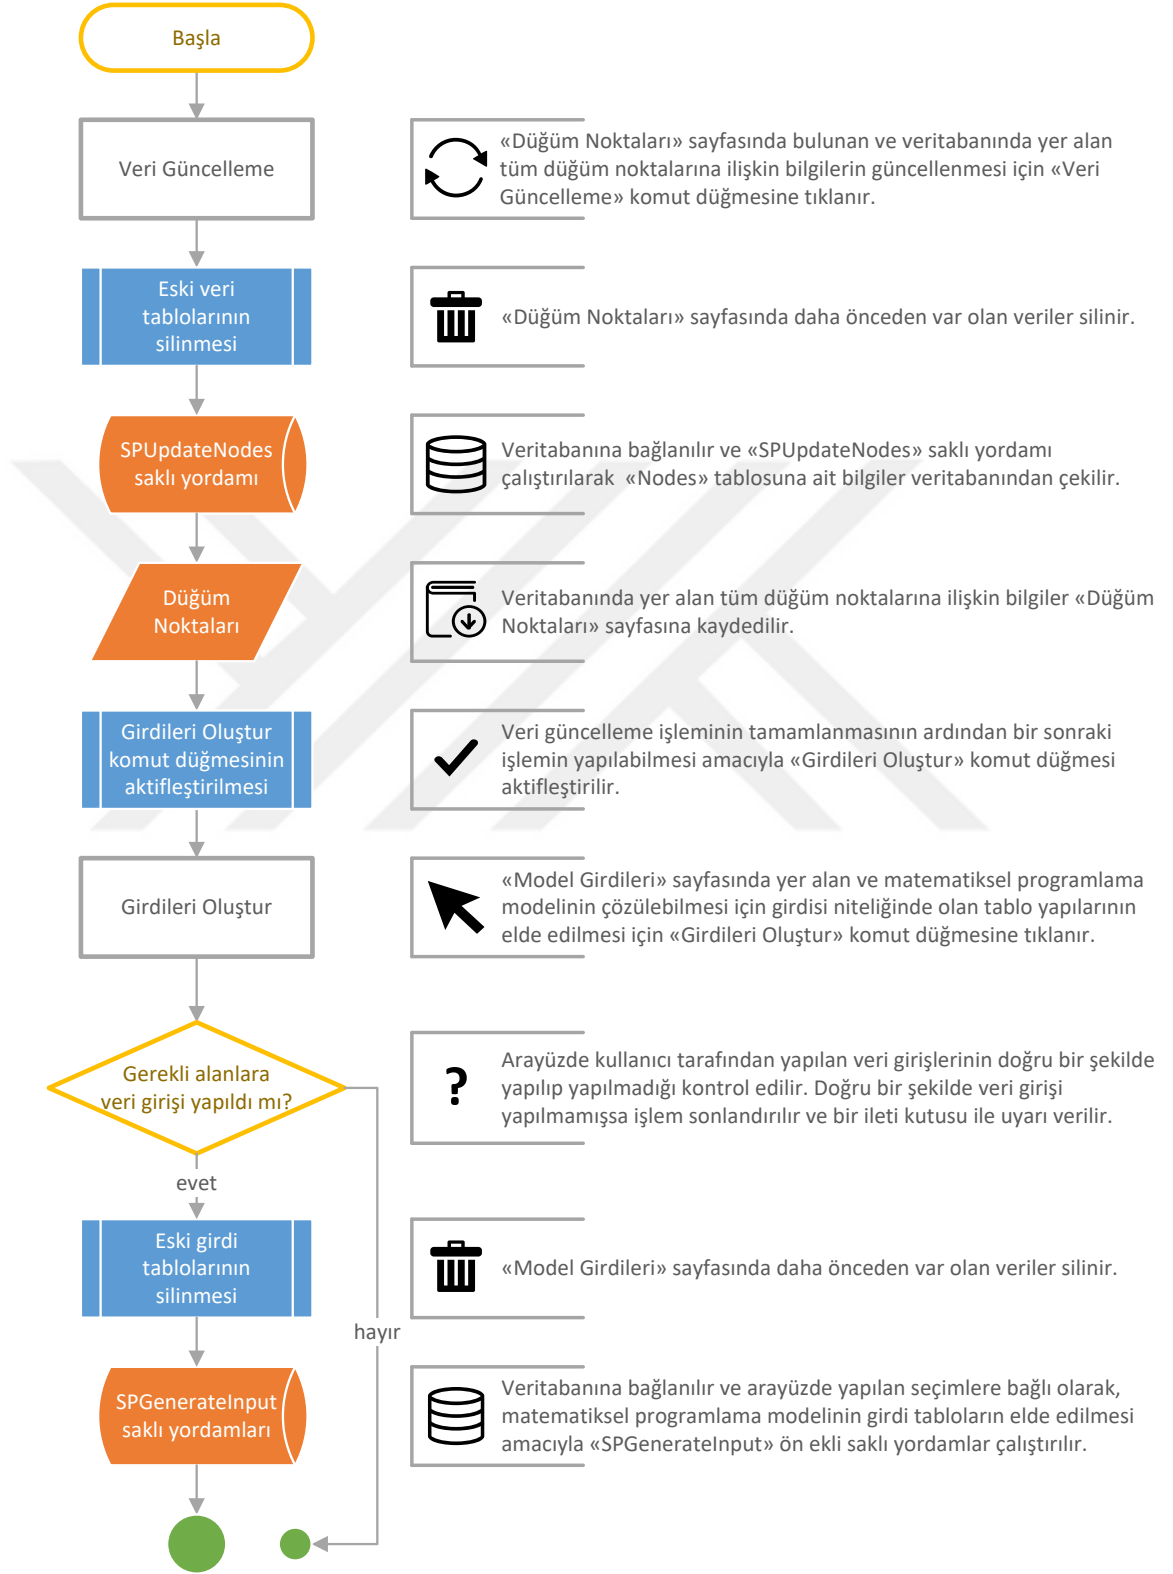 Başla
Veri Güncelleme
«Düğüm Noktaları» sayfasında bulunan ve veritabanında yer alan
tüm düğüm noktalarına ilişkin bilgilerin güncellenmesi için «Veri
Güncelleme» komut düğmesine tıklanır.
Eski veri
tablolarının
silinmesi
«Düğüm Noktaları» sayfasında daha önceden var olan veriler silinir.
SPUpdateNodes
saklı yordamı
Veritabanına bağlanılır ve «SPUpdateNodes» saklı yordamı
çalıştırılarak «Nodes» tablosuna ait bilgiler veritabanından çekilir.
Düğüm
Noktaları
Veritabanında yer alan tüm düğüm noktalarına ilişkin bilgiler «Düğüm
Noktaları» sayfasına kaydedilir.
Girdileri Oluştur
komut düğmesinin
aktifleştirilmesi
Veri güncelleme işleminin tamamlanmasının ardından bir sonraki
işlemin yapılabilmesi amacıyla «Girdileri Oluştur» komut düğmesi
aktifleştirilir.
Girdileri Oluştur
«Model Girdileri» sayfasında yer alan ve matematiksel programlama
modelinin çözülebilmesi için girdisi niteliğinde olan tablo yapılarının
elde edilmesi için «Girdileri Oluştur» komut düğmesine tıklanır.
Gerekli alanlara
veri girişi yapıldı mı?
?
Arayüzde kullanıcı tarafından yapılan veri girişlerinin doğru bir şekilde
yapılıp yapılmadığı kontrol edilir. Doğru bir şekilde veri girişi
yapılmamışsa işlem sonlandırılır ve bir ileti kutusu ile uyarı verilir.
evet
Eski girdi
tablolarının
silinmesi
«Model Girdileri» sayfasında daha önceden var olan veriler silinir.
hayır
SPGenerateInput
saklı yordamları
Veritabanına bağlanılır ve arayüzde yapılan seçimlere bağlı olarak,
matematiksel programlama modelinin girdi tabloların elde edilmesi
amacıyla «SPGenerateInput» ön ekli saklı yordamlar çalıştırılır.